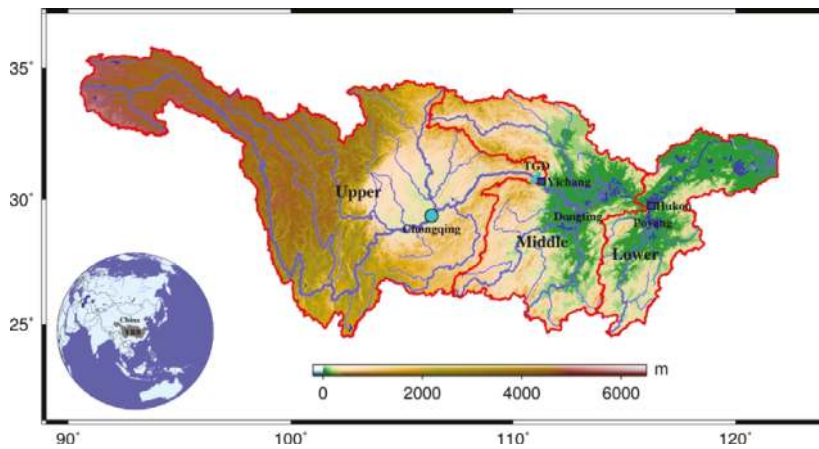 35°
30°
25°
TGD
Yichang
Upper
Chongqing
Dongting
Middle
Hukou
Poyang
Lower
China
YRB
m
0
2000
4000
6000
90°
100°
110°
120°